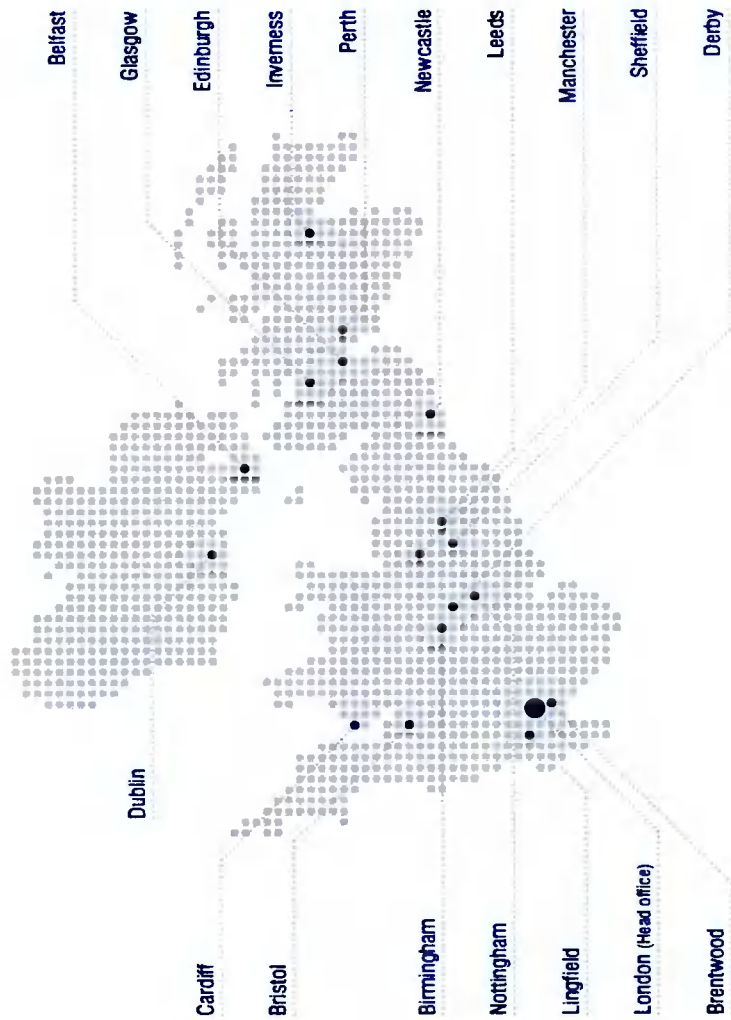 Belfast
Glasgow
Edinburgh
Inverness
Perth
Newcastle
Leeds
Manchester
Sheffield
Derby
Dublin
Cardiff
Bristol
Birmingham
Nottingham
Lingfield
London (Head office)
Brentwood